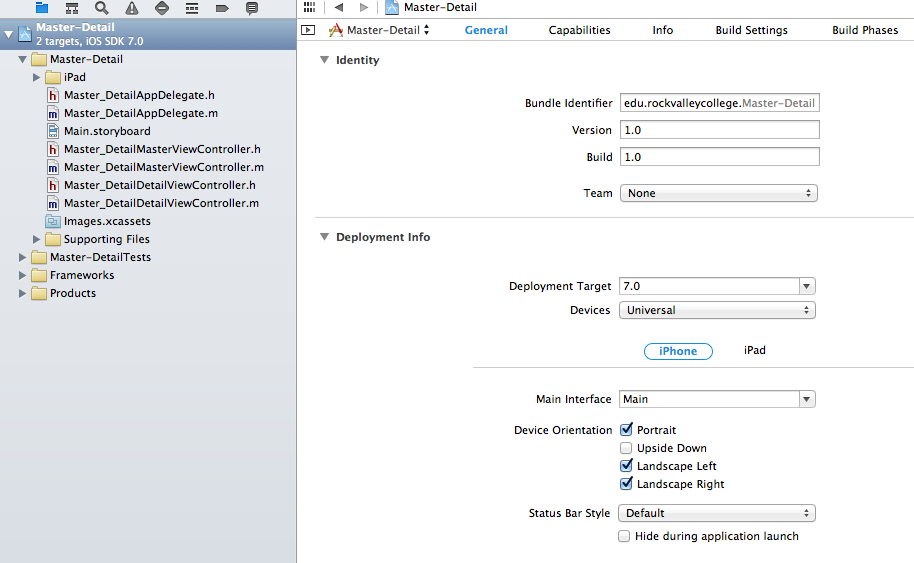 Master-Detail
2 targets, iOS SDK 7.0
Master-Detail
iPad
h Master_DetailAppDelegate.h
m Master_DetailAppDelegate.m
Main.storyboard
h Master_DetailMasterViewController.h
m Master_DetailMasterViewController.m
h Master_DetailDetailViewController.h
m Master_DetailDetailViewController.m
Images.xcassets
Supporting Files
Master-DetailTests
Frameworks
Products
Master-Detail
Master-Detail General Capabilities Info Build Settings Build Phases
Identity
Bundle Identifier edu.rockvalleycollege.Master-Detail
Version 1.0
Build 1.0
Team None
Deployment Info
Deployment Target 7.0
Devices Universal
iPhone iPad
Main Interface Main
Device Orientation Portrait
Upside Down
Landscape Left
Landscape Right
Status Bar Style Default
Hide during application launch